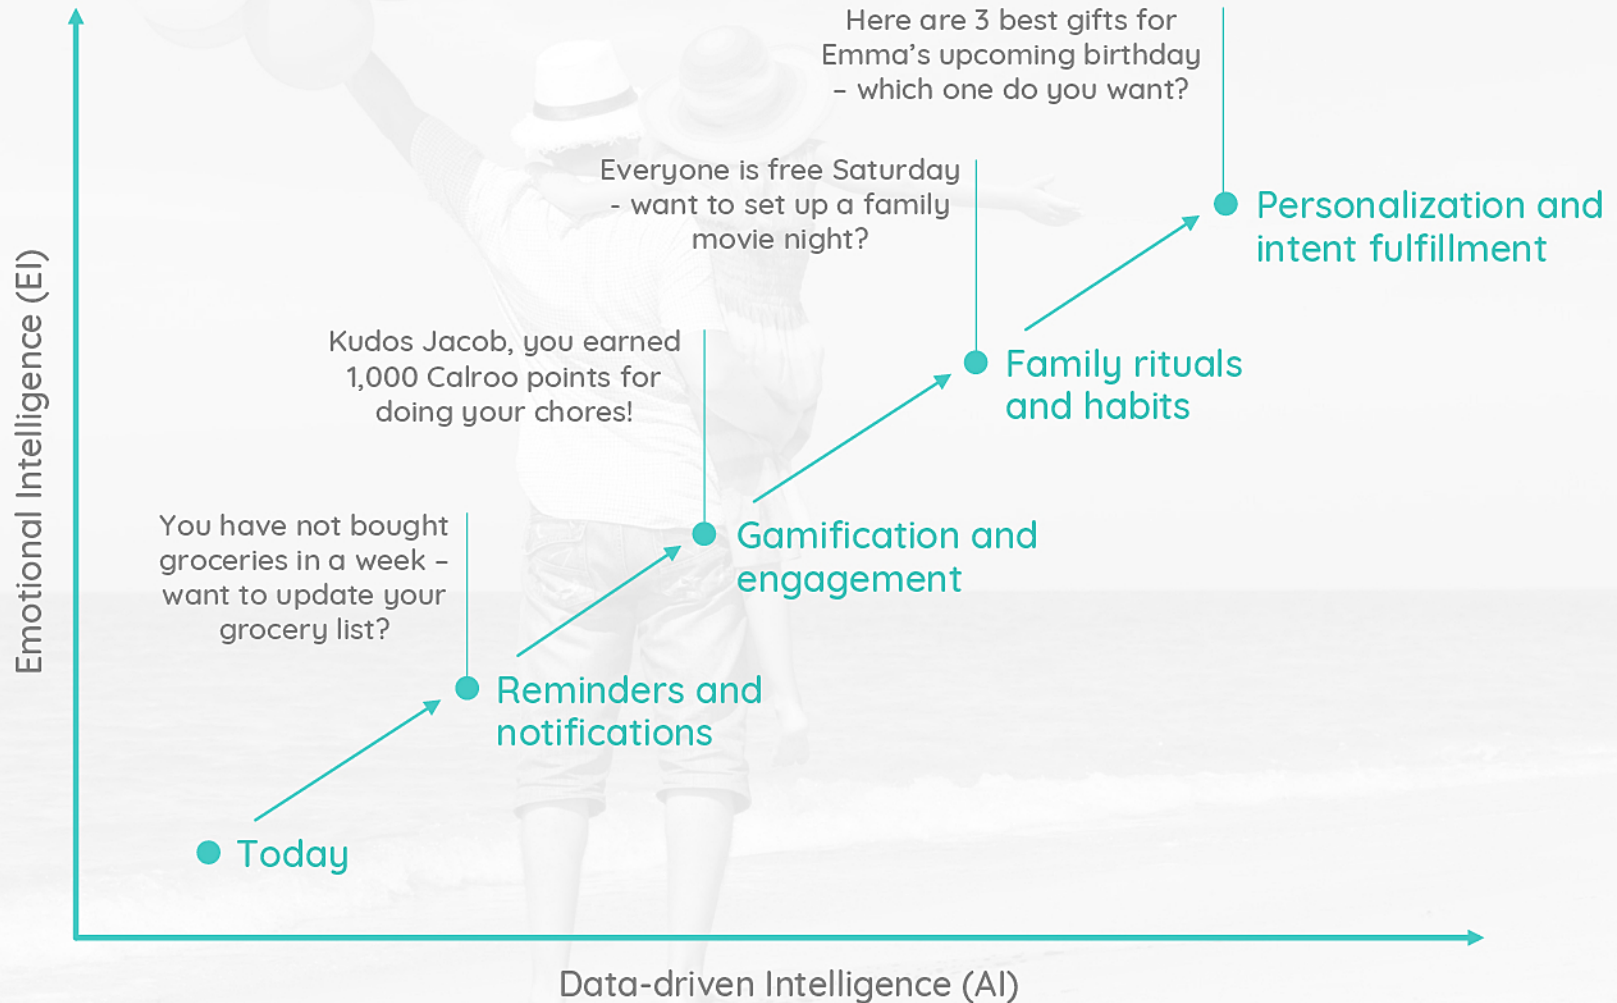 Here are 3 best gifts for
Emma’s upcoming birthday
– which one do you want?
Everyone is free Saturday
- want to set up a family
movie night?
Personalization and
intent fulfillment
Kudos Jacob, you earned
1,000 Calroo points for
doing your chores!
Family rituals
and habits
You have not bought
groceries in a week –
want to update your
grocery list?
Gamification and
engagement
Reminders and
notifications
Today
Emotional Intelligence (EI)
Data-driven Intelligence (AI)